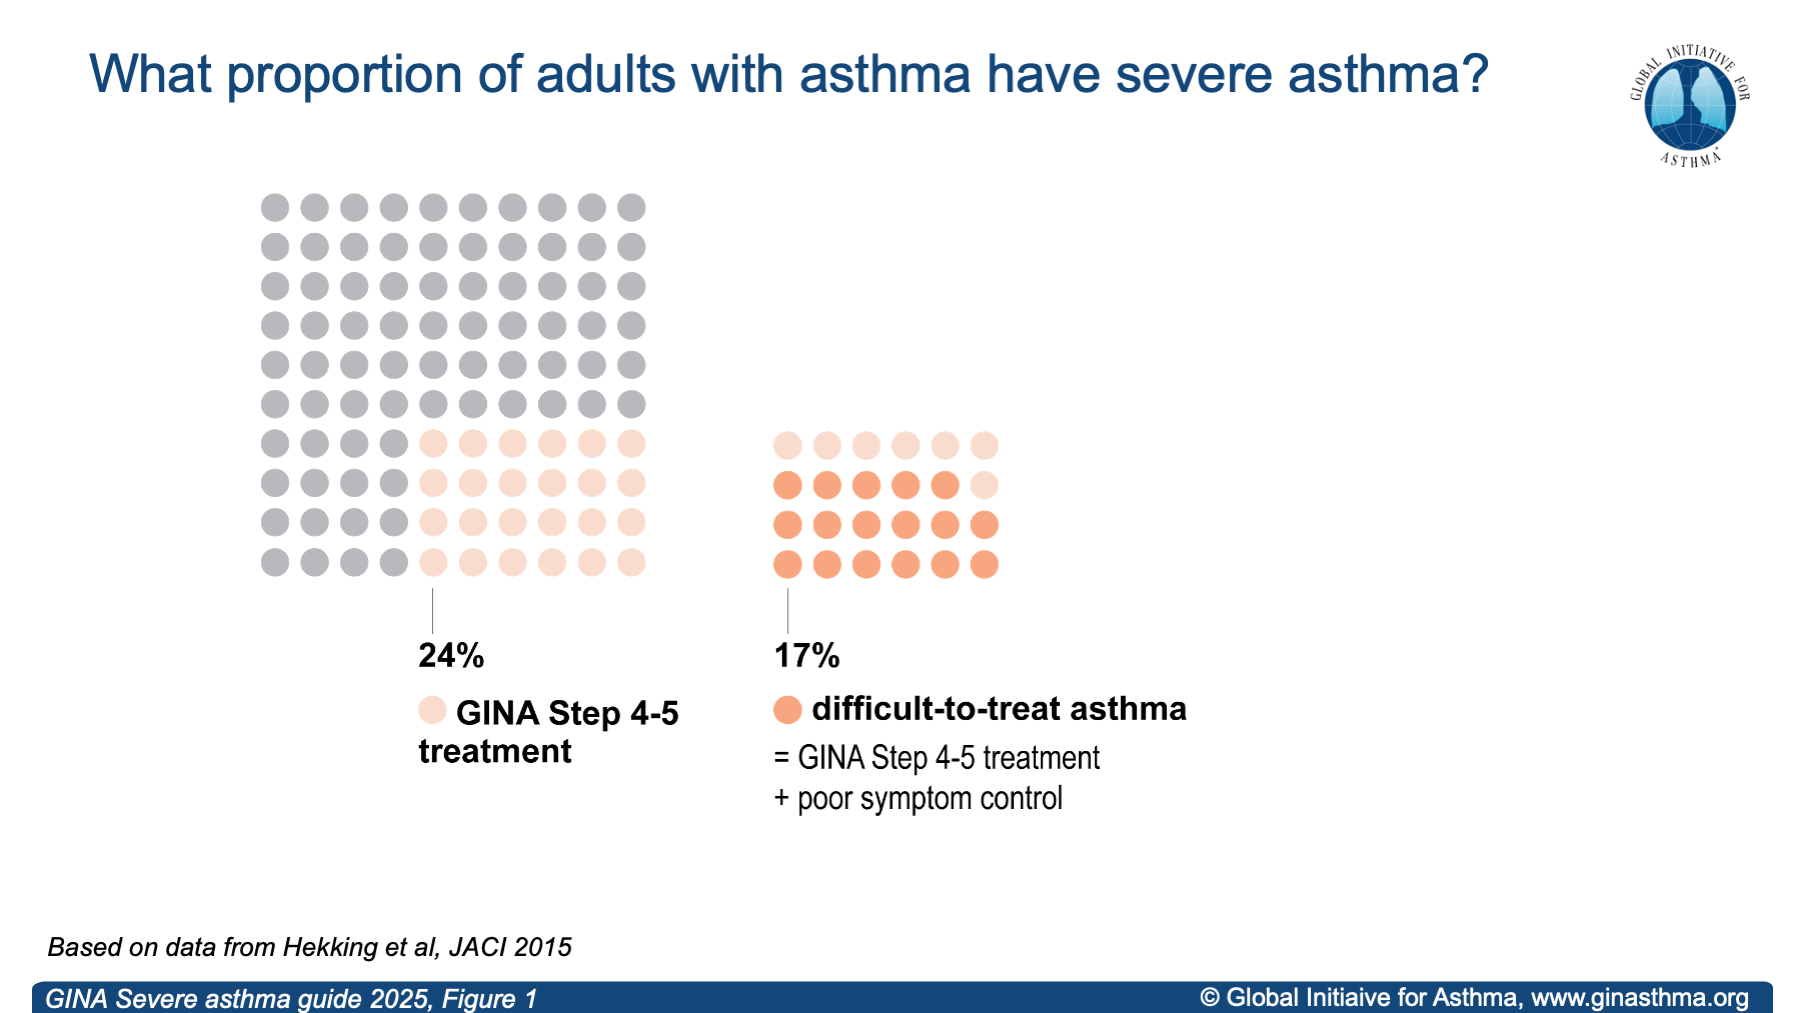 What proportion of adults with asthma have severe asthma?
GLOBAL INITIATIVE FOR
ASTHMA
24%
GINA Step 4-5
treatment
17%
difficult-to-treat asthma
= GINA Step 4-5 treatment
+ poor symptom control
Based on data from Hekking et al, JACI 2015
GINA Severe asthma guide 2025, Figure 1
© Global Initiaive for Asthma, www.ginasthma.org